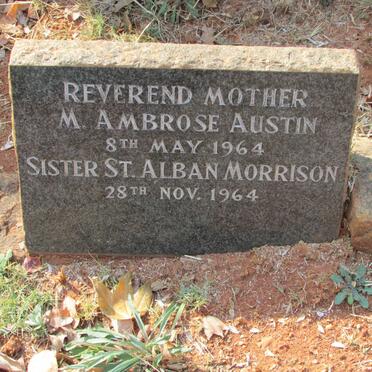 REVEREND MOTHER
M. AMBROSE AUSTIN
8TH MAY 1964
SISTER ST. ALBAN MORRISON
28TH NOV. 1964